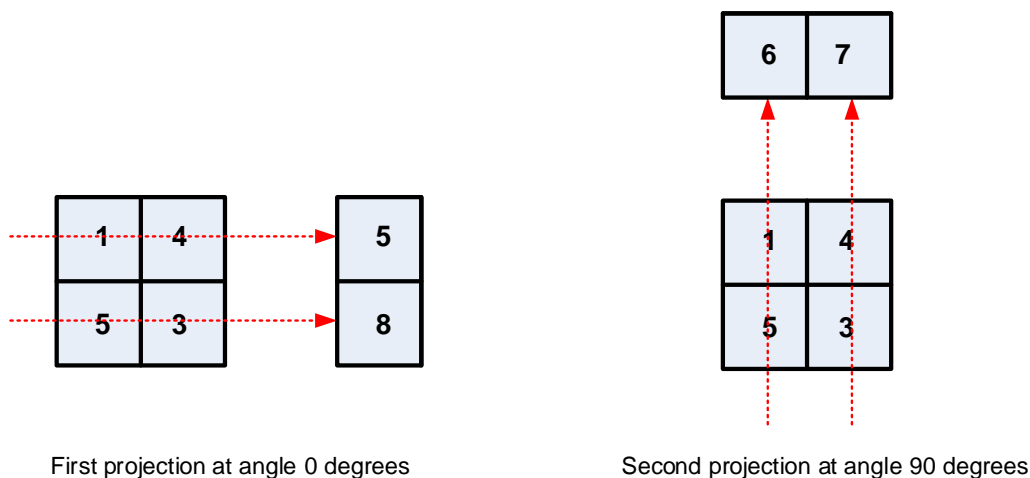 6 7
1 4 5
5 3 8
1 4
5 3
First projection at angle 0 degrees
Second projection at angle 90 degrees